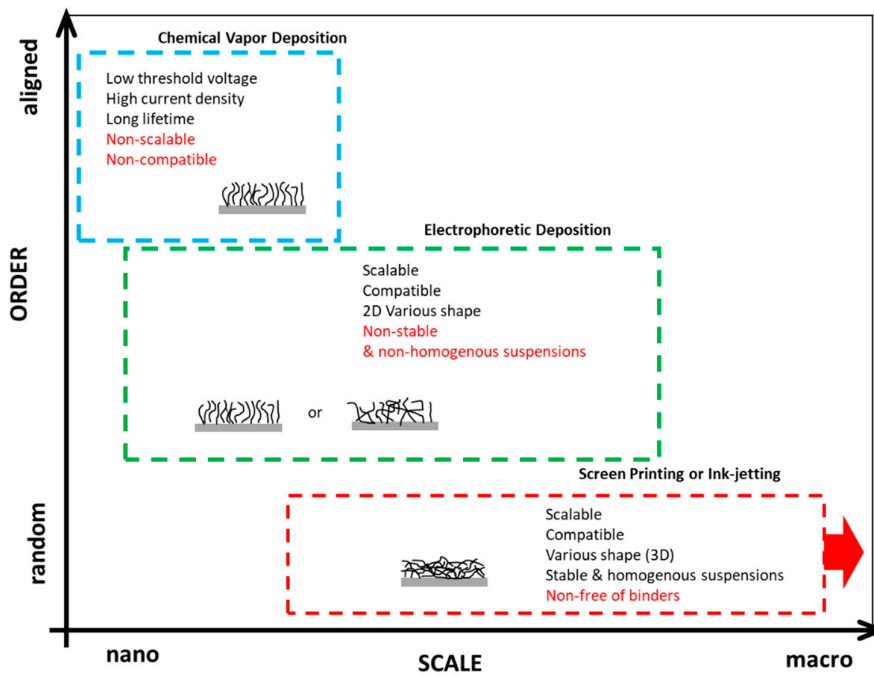 Chemical Vapor Deposition
aligned
Low threshold voltage
High current density
Long lifetime
Non-scalable
Non-compatible
Electrophoretic Deposition
ORDER
Scalable
Compatible
2D Various shape
Non-stable
& non-homogenous suspensions
or
Screen Printing or Ink-jetting
random
Scalable
Compatible
Various shape (3D)
Stable & homogenous suspensions
Non-free of binders
nano
SCALE
macro